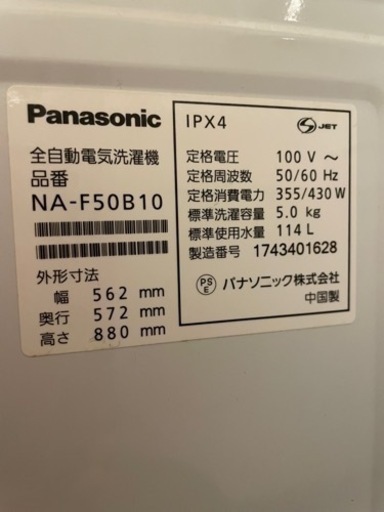 Panasonic
全自動電気洗濯機
品番
NA-F50B10
外形寸法
幅 562 mm
奥行 572 mm
高さ 880 mm
IPX4
S JET
定格電圧 100 V ～
定格周波数 50/60 Hz
定格消費電力 355/430 W
標準洗濯容量 5.0 kg
標準使用水量 114 L
製造番号 1743401628
PS E パナソニック株式会社
中国製